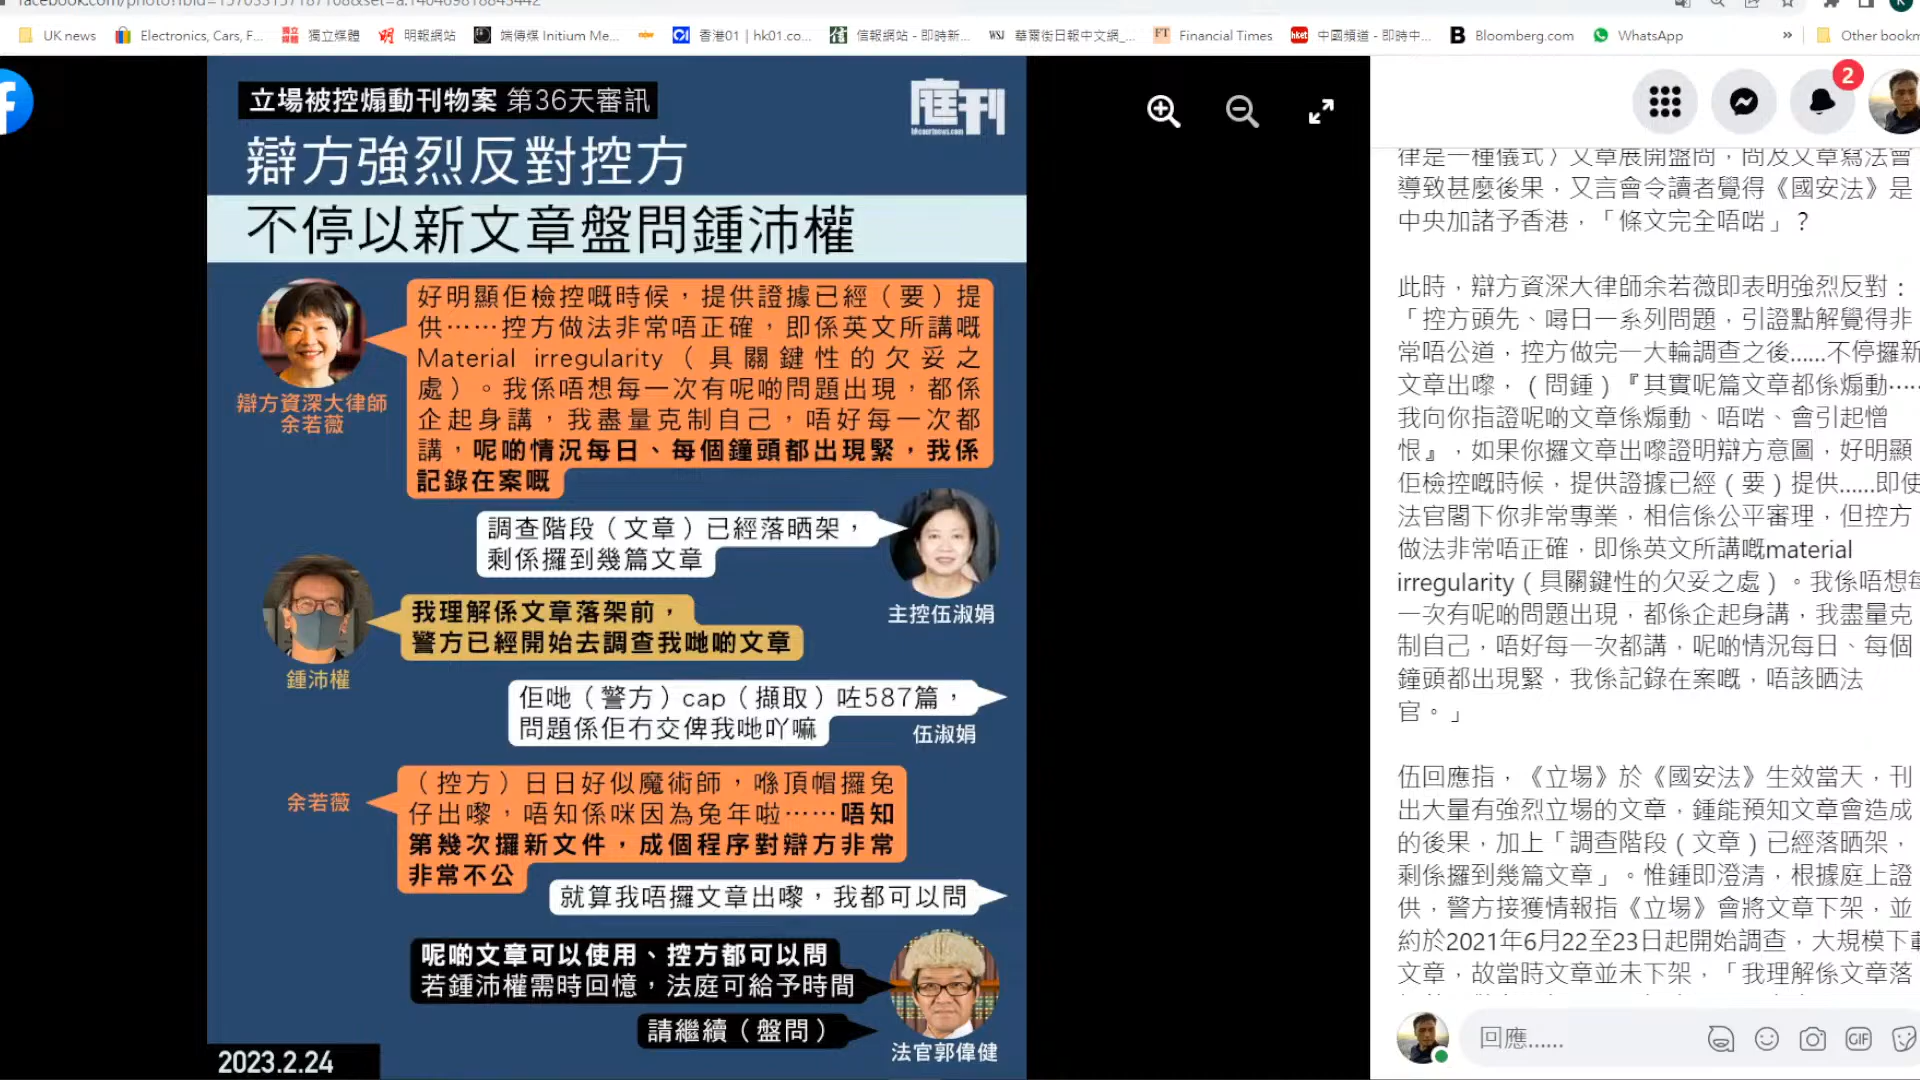 UK news
Electronics, Cars, F...
獨立媒體
明報網站
端傳媒 Initium Me...
香港01 | hk01.co...
信報網站 - 即時新...
WSJ 華爾街日報中文網_...
FT Financial Times
hket 中國頻道 - 即時中...
B Bloomberg.com
WhatsApp
»
Other bookm
立場被控煽動刊物案 第36天審訊
庭刊
辯方強烈反對控方
不停以新文章盤問鍾沛權
好明顯佢檢控嘅時候，提供證據已經（要）提
供⋯⋯控方做法非常唔正確，即係英文所講嘅
Material irregularity（具關鍵性的欠妥之
處）。我係唔想每一次有呢啲問題出現，都係
企起身講，我盡量克制自己，唔好每一次都
講，呢啲情況每日、每個鐘頭都出現緊，我係
記錄在案嘅
辯方資深大律師
余若薇
調查階段（文章）已經落晒架，
剩係攞到幾篇文章
主控伍淑娟
我理解係文章落架前，
警方已經開始去調查我哋啲文章
鍾沛權
佢哋（警方）cap（擷取）咗587篇，
問題係佢冇交俾我哋吖嘛
伍淑娟
（控方）日日好似魔術師，喺頂帽攞兔
仔出嚟，唔知係咪因為兔年啦⋯⋯唔知
第幾次攞新文件，成個程序對辯方非常
非常不公
余若薇
就算我唔攞文章出嚟，我都可以問
呢啲文章可以使用、控方都可以問
若鍾沛權需時回憶，法庭可給予時間
請繼續（盤問）
法官郭偉健
2023.2.24
2
律是一種儀式〉文章展開盤問，問及文章寫法會
導致甚麼後果，又言會令讀者覺得《國安法》是
中央加諸予香港，「條文完全唔啱」？
此時，辯方資深大律師余若薇即表明強烈反對：
「控方頭先、噚日一系列問題，引證點解覺得非
常唔公道，控方做完一大輪調查之後......不停攞新
文章出嚟，（問鍾）『其實呢篇文章都係煽動⋯⋯
我向你指證呢啲文章係煽動、唔啱、會引起憎
恨』，如果你攞文章出嚟證明辯方意圖，好明顯
佢檢控嘅時候，提供證據已經（要）提供......即使
法官閣下你非常專業，相信係公平審理，但控方
做法非常唔正確，即係英文所講嘅material
irregularity（具關鍵性的欠妥之處）。我係唔想每
一次有呢啲問題出現，都係企起身講，我盡量克
制自己，唔好每一次都講，呢啲情況每日、每個
鐘頭都出現緊，我係記錄在案嘅，唔該晒法
官。」
伍回應指，《立場》於《國安法》生效當天，刊
出大量有強烈立場的文章，鍾能預知文章會造成
的後果，加上「調查階段（文章）已經落晒架，
剩係攞到幾篇文章」。惟鍾即澄清，根據庭上證
供，警方接獲情報指《立場》會將文章下架，並
約於2021年6月22至23日起開始調查，大規模下載
文章，故當時文章並未下架，「我理解係文章落
回應......
GIF